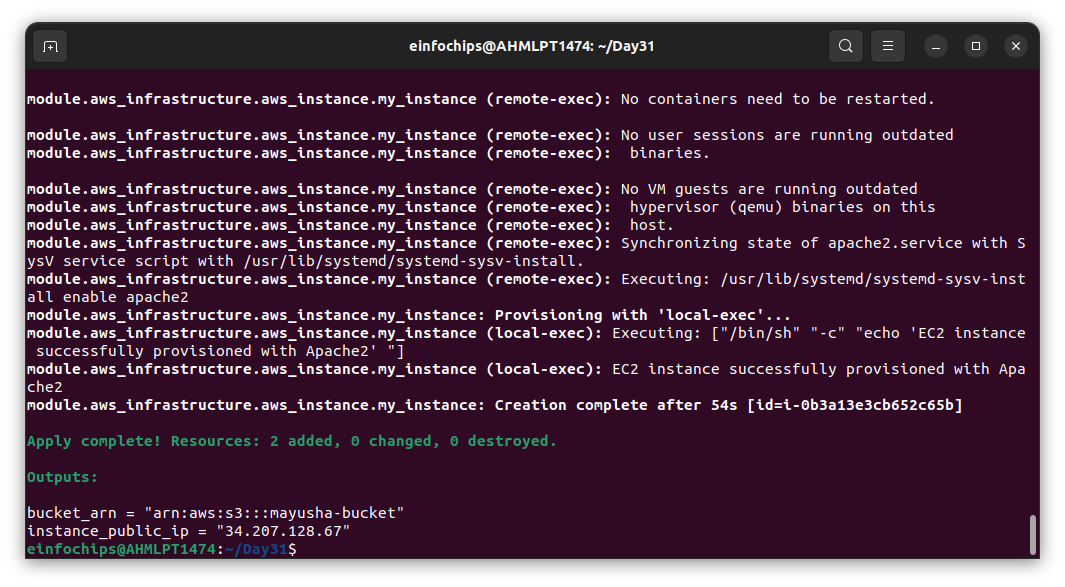 einfochips@AHMLPT1474: ~/Day31
module.aws_infrastructure.aws_instance.my_instance (remote-exec): No containers need to be restarted.
module.aws_infrastructure.aws_instance.my_instance (remote-exec): No user sessions are running outdated
module.aws_infrastructure.aws_instance.my_instance (remote-exec):  binaries.
module.aws_infrastructure.aws_instance.my_instance (remote-exec): No VM guests are running outdated
module.aws_infrastructure.aws_instance.my_instance (remote-exec):  hypervisor (qemu) binaries on this
module.aws_infrastructure.aws_instance.my_instance (remote-exec):  host.
module.aws_infrastructure.aws_instance.my_instance (remote-exec): Synchronizing state of apache2.service with S
ysV service script with /usr/lib/systemd/systemd-sysv-install.
module.aws_infrastructure.aws_instance.my_instance (remote-exec): Executing: /usr/lib/systemd/systemd-sysv-inst
all enable apache2
module.aws_infrastructure.aws_instance.my_instance: Provisioning with 'local-exec'...
module.aws_infrastructure.aws_instance.my_instance (local-exec): Executing: ["/bin/sh" "-c" "echo 'EC2 instance
 successfully provisioned with Apache2' "]
module.aws_infrastructure.aws_instance.my_instance (local-exec): EC2 instance successfully provisioned with Apa
che2
module.aws_infrastructure.aws_instance.my_instance: Creation complete after 54s [id=i-0b3a13e3cb652c65b]
Apply complete! Resources: 2 added, 0 changed, 0 destroyed.
Outputs:
bucket_arn = "arn:aws:s3:::mayusha-bucket"
instance_public_ip = "34.207.128.67"
einfochips@AHMLPT1474:~/Day31$